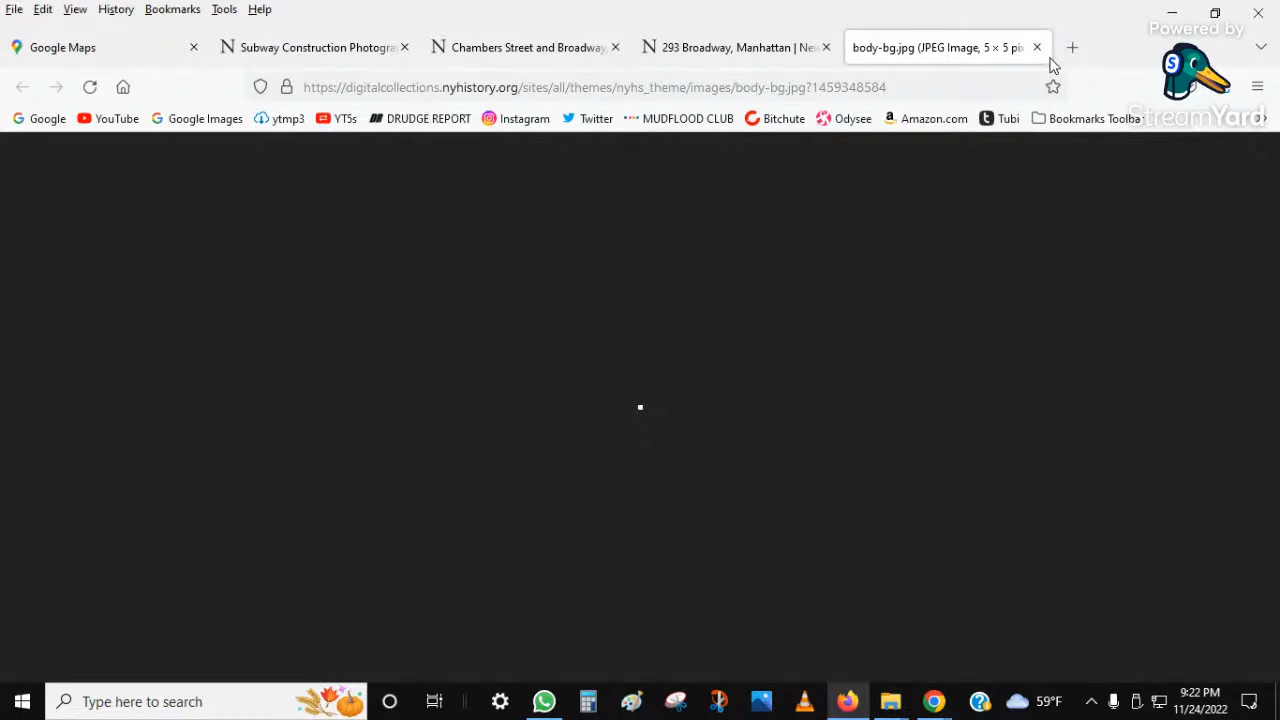 File Edit View History Bookmarks Tools Help
Powered by
Google Maps
Subway Construction Photogra
Chambers Street and Broadway,
293 Broadway, Manhattan | Nev
body-bg.jpg (JPEG Image, 5 × 5 pix
https://digitalcollections.nyhistory.org/sites/all/themes/nyhs_theme/images/body-bg.jpg?1459348584
S
Google YouTube Google Images ytmp3 YT5s DRUDGE REPORT Instagram Twitter MUDFLOOD CLUB Bitchute Odysee Amazon.com Tubi Bookmarks Toolba
StreamYard
Type here to search
59°F
9:22 PM
11/24/2022